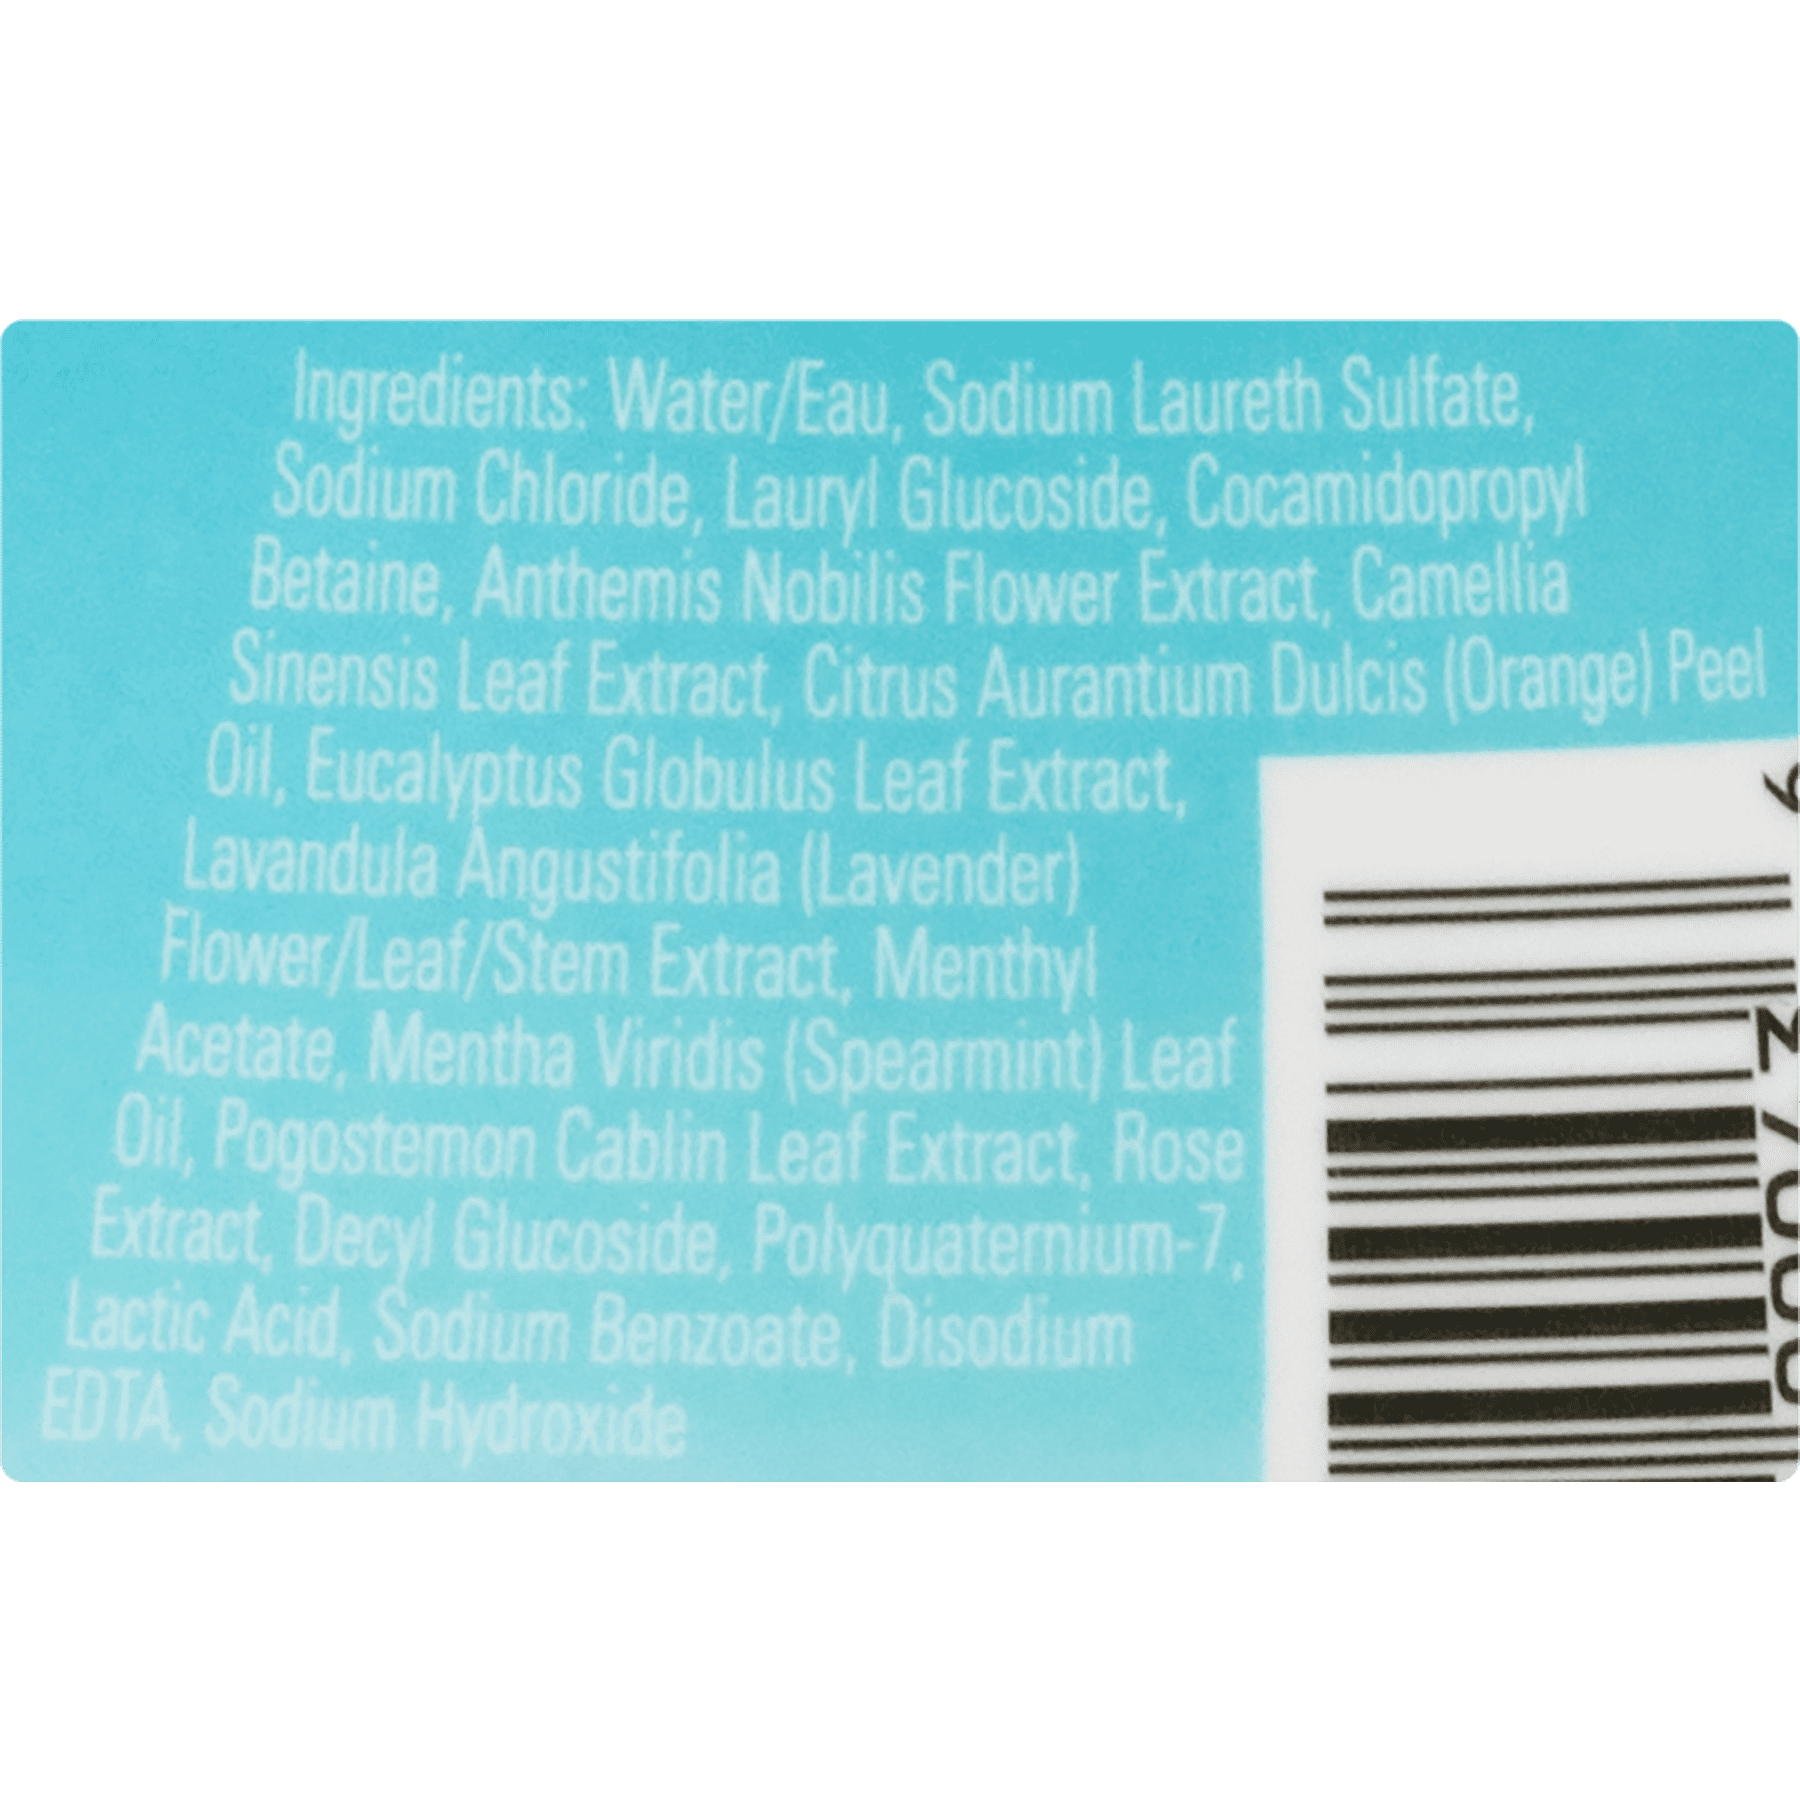 Ingredients: Water/Eau, Sodium Laureth Sulfate,
Sodium Chloride, Lauryl Glucoside, Cocamidopropyl
Betaine, Anthemis Nobilis Flower Extract, Camellia
Sinensis Leaf Extract, Citrus Aurantium Dulcis (Orange) Peel
Oil, Eucalyptus Globulus Leaf Extract,
Lavandula Angustifolia (Lavender)
Flower/Leaf/Stem Extract, Menthyl
Acetate, Mentha Viridis (Spearmint) Leaf
Oil, Pogostemon Cablin Leaf Extract, Rose
Extract, Decyl Glucoside, Polyquaternium-7,
Lactic Acid, Sodium Benzoate, Disodium
EDTA, Sodium Hydroxide